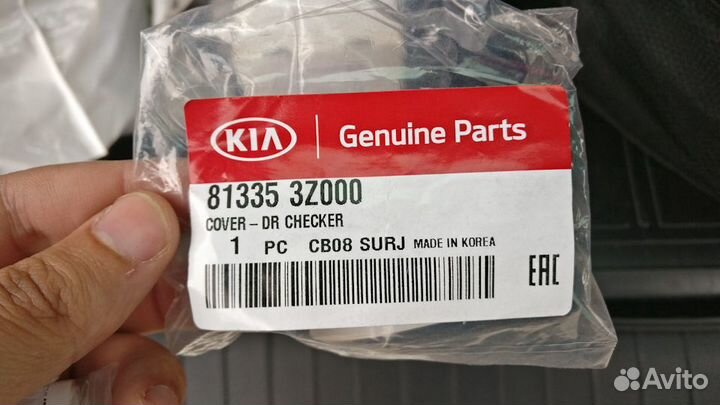 KIA Genuine Parts
81335 3Z000
COVER - DR CHECKER
1 PC CB08 SURJ MADE IN KOREA
EAC
Avito